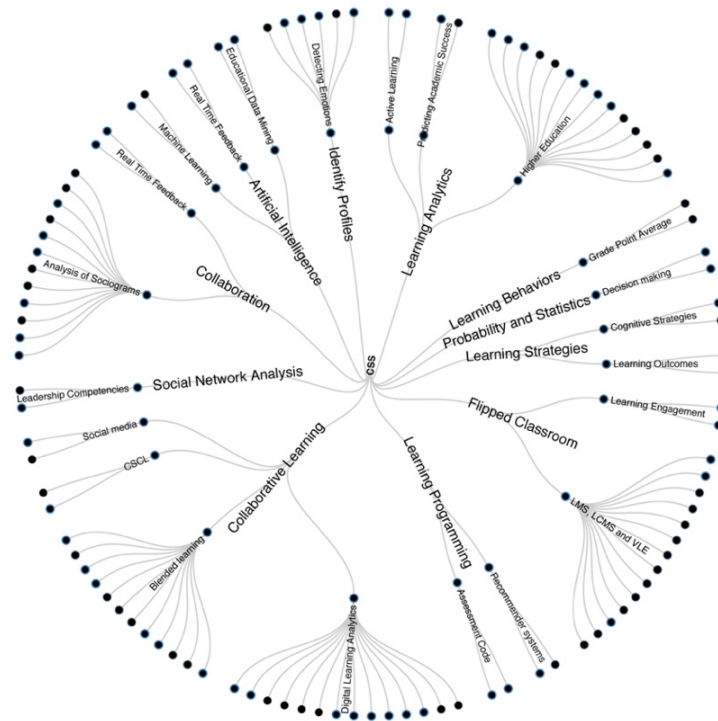 css
Identify Profiles
Detecting Emotions
Learning Analytics
Active Learning
Predicting Academic Success
Higher Education
Learning Behaviors
Grade Point Average
Probability and Statistics
Decision making
Learning Strategies
Cognitive Strategies
Learning Outcomes
Flipped Classroom
Learning Engagement
LMS, LCMS and VLE
Learning Programming
Recommender systems
Assessment Code
Collaborative Learning
Digital Learning Analytics
Blended learning
CSCL
Social media
Social Network Analysis
Leadership Competencies
Collaboration
Analysis of Sociograms
Real Time Feedback
Artificial Intelligence
Machine Learning
Real Time Feedback
Educational Data Mining